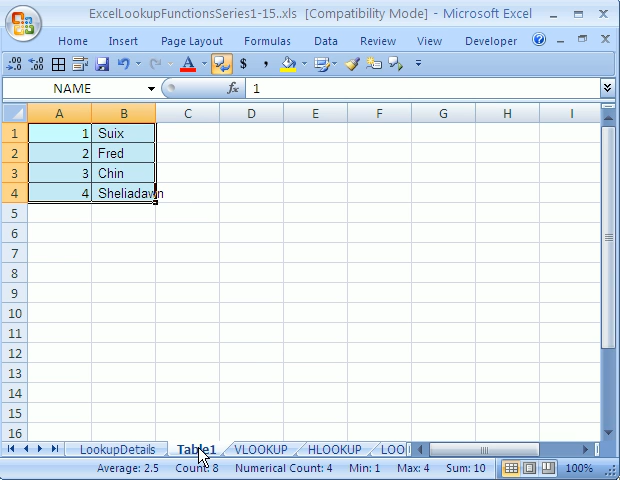 ExcelLookupFunctionsSeries1-15..xls [Compatibility Mode] - Microsoft Excel
Home Insert Page Layout Formulas Data Review View Developer
.00 .0 $ ,
NAME fx 1
A B C D E F G H I
1 1 Suix
2 2 Fred
3 3 Chin
4 4 Sheliadawn
5
6
7
8
9
10
11
12
13
14
15
16
LookupDetails Table1 VLOOKUP HLOOKUP LOO
Average: 2.5 Count: 8 Numerical Count: 4 Min: 1 Max: 4 Sum: 10 100%